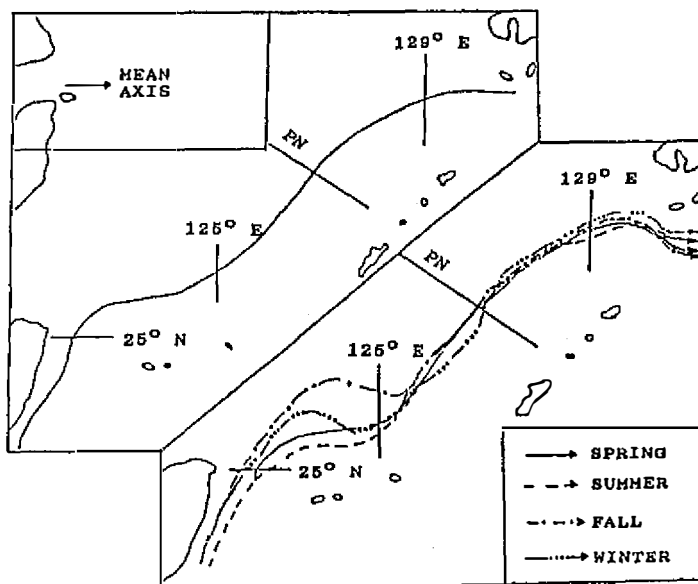 MEAN
AXIS
129° E
PN
125° E
25° N
129° E
PN
125° E
25° N
SPRING
SUMMER
FALL
WINTER